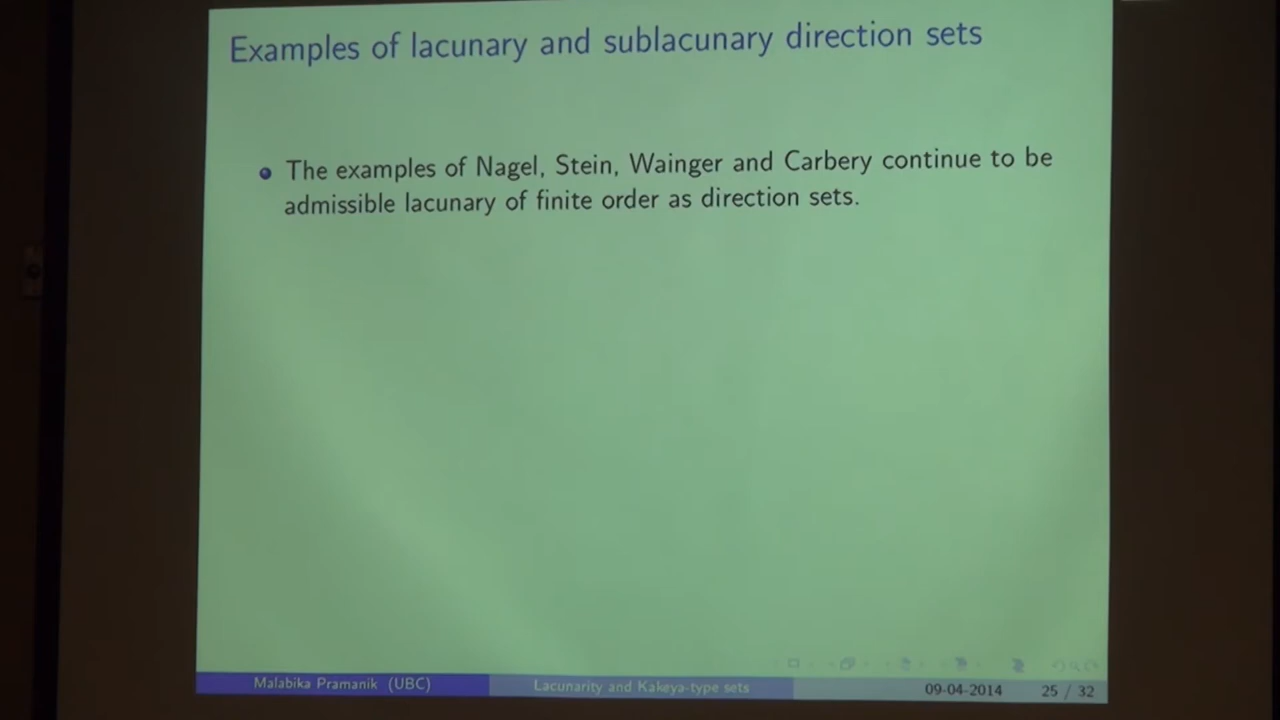 Examples of lacunary and sublacunary direction sets
The examples of Nagel, Stein, Wainger and Carbery continue to be
admissible lacunary of finite order as direction sets.
Malabika Pramanik (UBC)
Lacunarity and Kakeya-type sets
09-04-2014
25 / 32